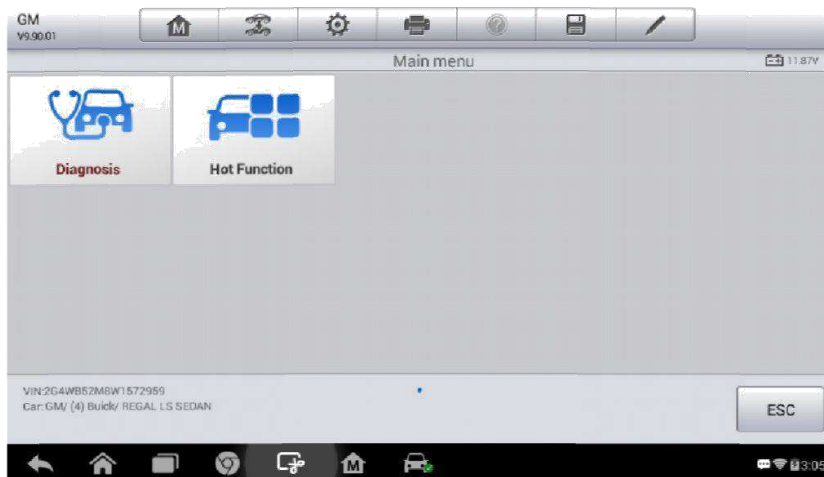 GM
V9.90.01
M
Main menu
11.87V
Diagnosis
Hot Function
VIN:2G4WB52M8W1572959
Car: GM/ (4) Buick/ REGAL LS SEDAN
ESC
M
3:05